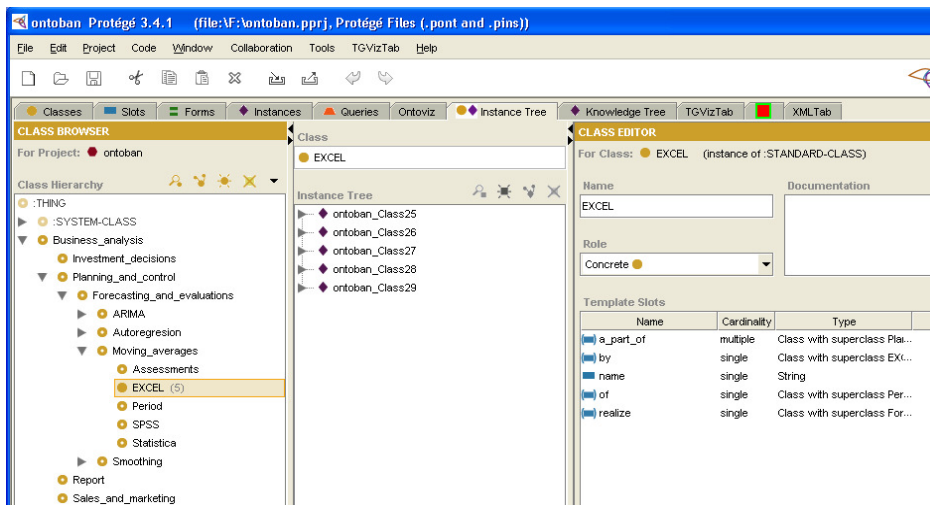 ontoban Protégé 3.4.1 (file:\F:\ontoban.pprj, Protégé Files (.pont and .pins))
File Edit Project Code Window Collaboration Tools TGVizTab Help
Classes Slots Forms Instances Queries Ontoviz Instance Tree Knowledge Tree TGVizTab XMLTab
CLASS BROWSER
For Project: ontoban
Class Hierarchy
:THING
:SYSTEM-CLASS
Business_analysis
Investment_decisions
Planning_and_control
Forecasting_and_evaluations
ARIMA
Autoregresion
Moving_averages
Assessments
EXCEL (5)
Period
SPSS
Statistica
Smoothing
Report
Sales_and_marketing
Class
EXCEL
Instance Tree
ontoban_Class25
ontoban_Class26
ontoban_Class27
ontoban_Class28
ontoban_Class29
CLASS EDITOR
For Class: EXCEL (instance of :STANDARD-CLASS)
Name Documentation
EXCEL
Role
Concrete
Template Slots
Name Cardinality Type
a_part_of multiple Class with superclass Plan...
by single Class with superclass EXC...
name single String
of single Class with superclass Per...
realize single Class with superclass For...